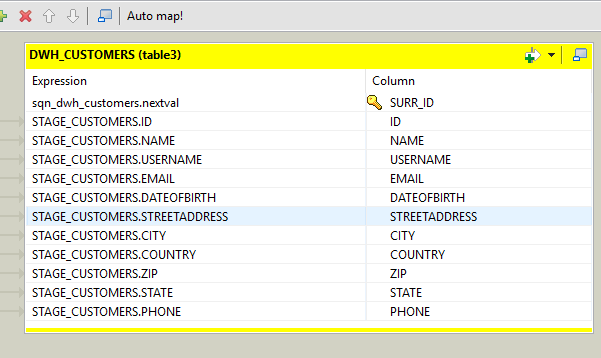 Auto map!
DWH_CUSTOMERS (table3)
Expression Column
sqn_dwh_customers.nextval SURR_ID
STAGE_CUSTOMERS.ID ID
STAGE_CUSTOMERS.NAME NAME
STAGE_CUSTOMERS.USERNAME USERNAME
STAGE_CUSTOMERS.EMAIL EMAIL
STAGE_CUSTOMERS.DATEOFBIRTH DATEOFBIRTH
STAGE_CUSTOMERS.STREETADDRESS STREETADDRESS
STAGE_CUSTOMERS.CITY CITY
STAGE_CUSTOMERS.COUNTRY COUNTRY
STAGE_CUSTOMERS.ZIP ZIP
STAGE_CUSTOMERS.STATE STATE
STAGE_CUSTOMERS.PHONE PHONE